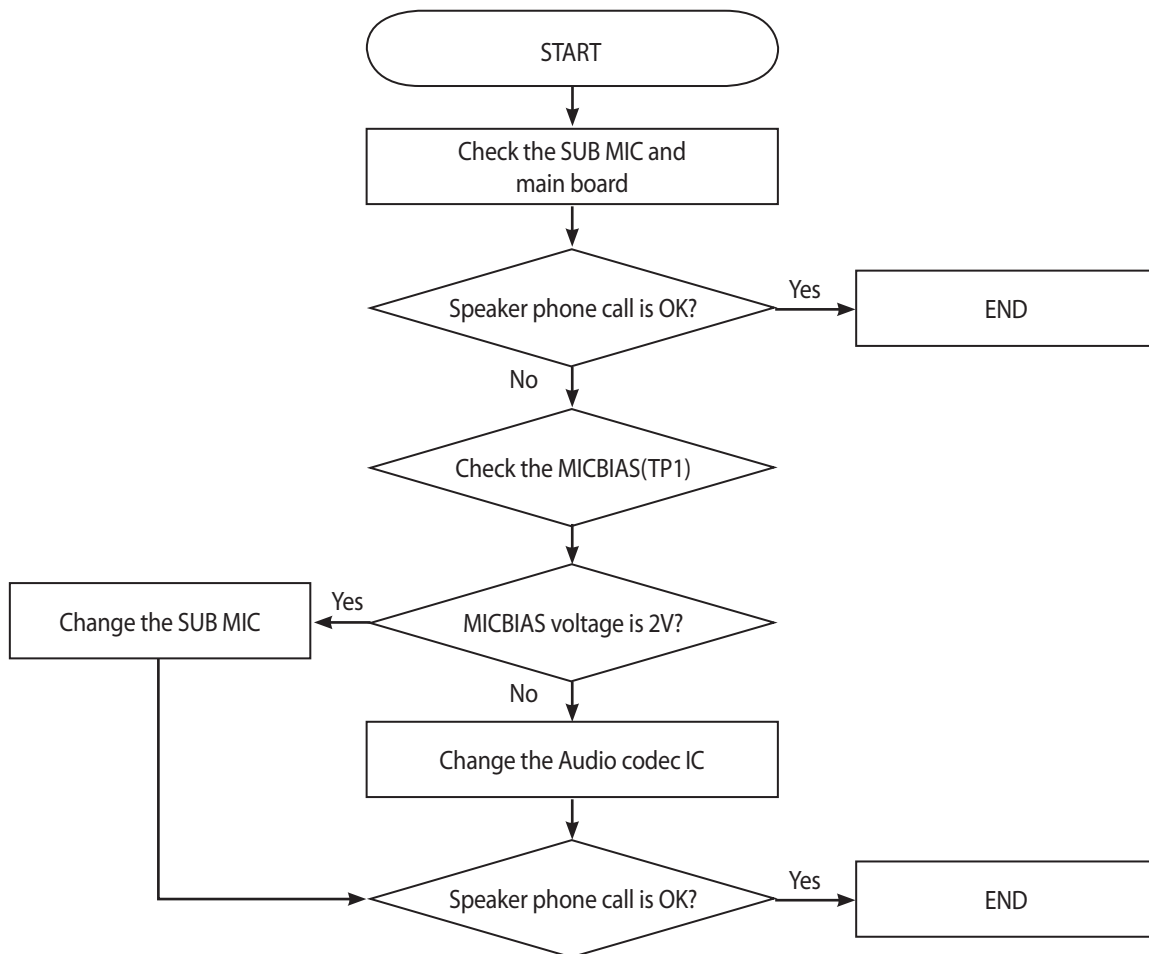 START
Check the SUB MIC and
main board
Speaker phone call is OK?
Yes
END
No
Check the MICBIAS(TP1)
Change the SUB MIC
Yes
MICBIAS voltage is 2V?
No
Change the Audio codec IC
Speaker phone call is OK?
Yes
END